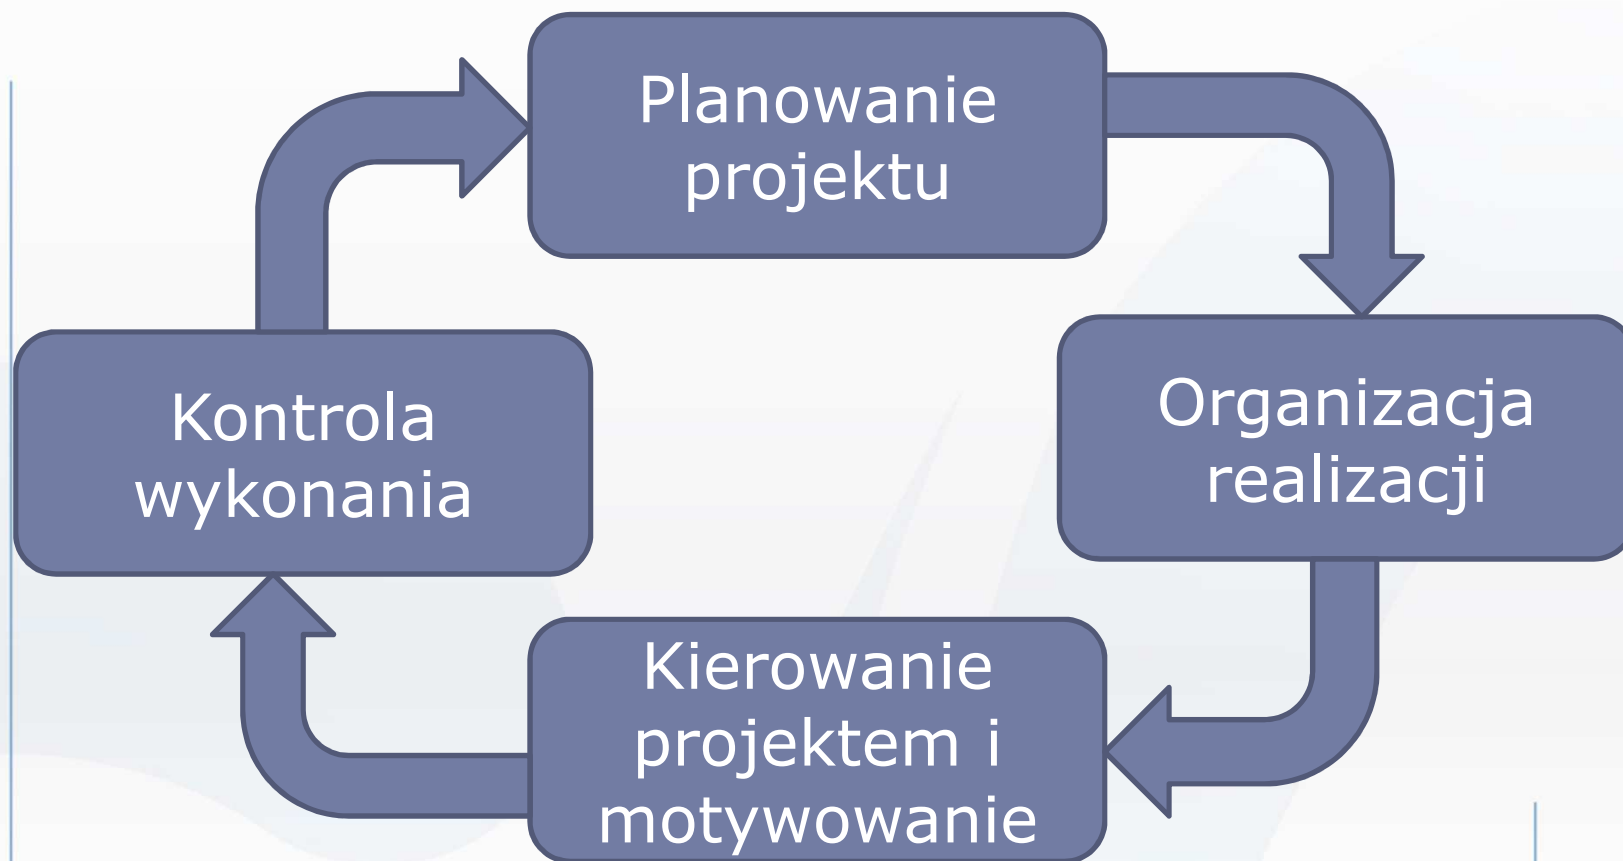 Planowanie
projektu
Organizacja
realizacji
Kierowanie
projektem i
motywowanie
Kontrola
wykonania